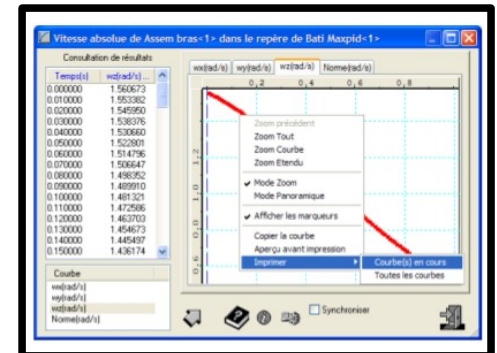 Vitesse absolue de Assem bras<1> dans le repère de Bati Maxpid<1>
Consultation de résultats
Temps(s) wz(rad/s)...
0.000000 1.560673
0.010000 1.553382
0.020000 1.545950
0.030000 1.538376
0.040000 1.530660
0.050000 1.522801
0.060000 1.514796
0.070000 1.506647
0.080000 1.498352
0.090000 1.489910
0.100000 1.481321
0.110000 1.472586
0.120000 1.463703
0.130000 1.454673
0.140000 1.445497
0.150000 1.436174
Courbe
wx(rad/s)
wy(rad/s)
wz(rad/s)
Norme(rad/s)
wx(rad/s) wy(rad/s) wz(rad/s) Norme(rad/s)
0,2 0,4 0,6 0,8
1,2
1,0
0,6
Zoom précédent
Zoom Tout
Zoom Courbe
Zoom Etendu
Mode Zoom
Mode Panoramique
Afficher les marqueurs
Copier la courbe
Aperçu avant impression
Imprimer
Courbe(s) en cours
Toutes les courbes
Synchroniser